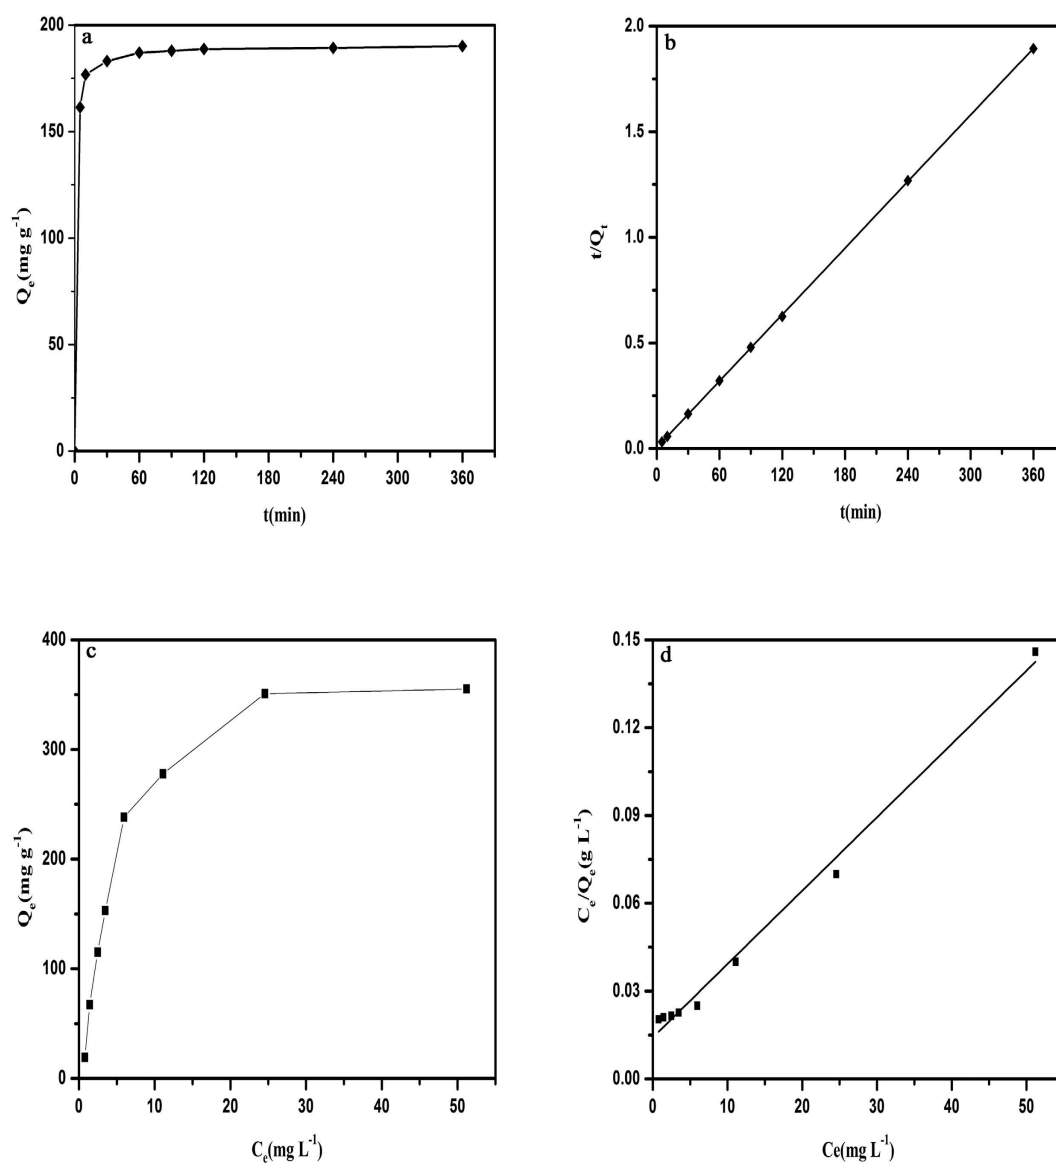 a
200
150
100
50
0
Qe(mg g-1)
0 60 120 180 240 300 360
t(min)
b
2.0
1.5
1.0
0.5
0.0
t/Qt
0 60 120 180 240 300 360
t(min)
c
400
300
200
100
0
Qe(mg g-1)
0 10 20 30 40 50
Ce(mg L-1)
d
0.15
0.12
0.09
0.06
0.03
0.00
Ce/Qe(g L-1)
0 10 20 30 40 50
Ce(mg L-1)